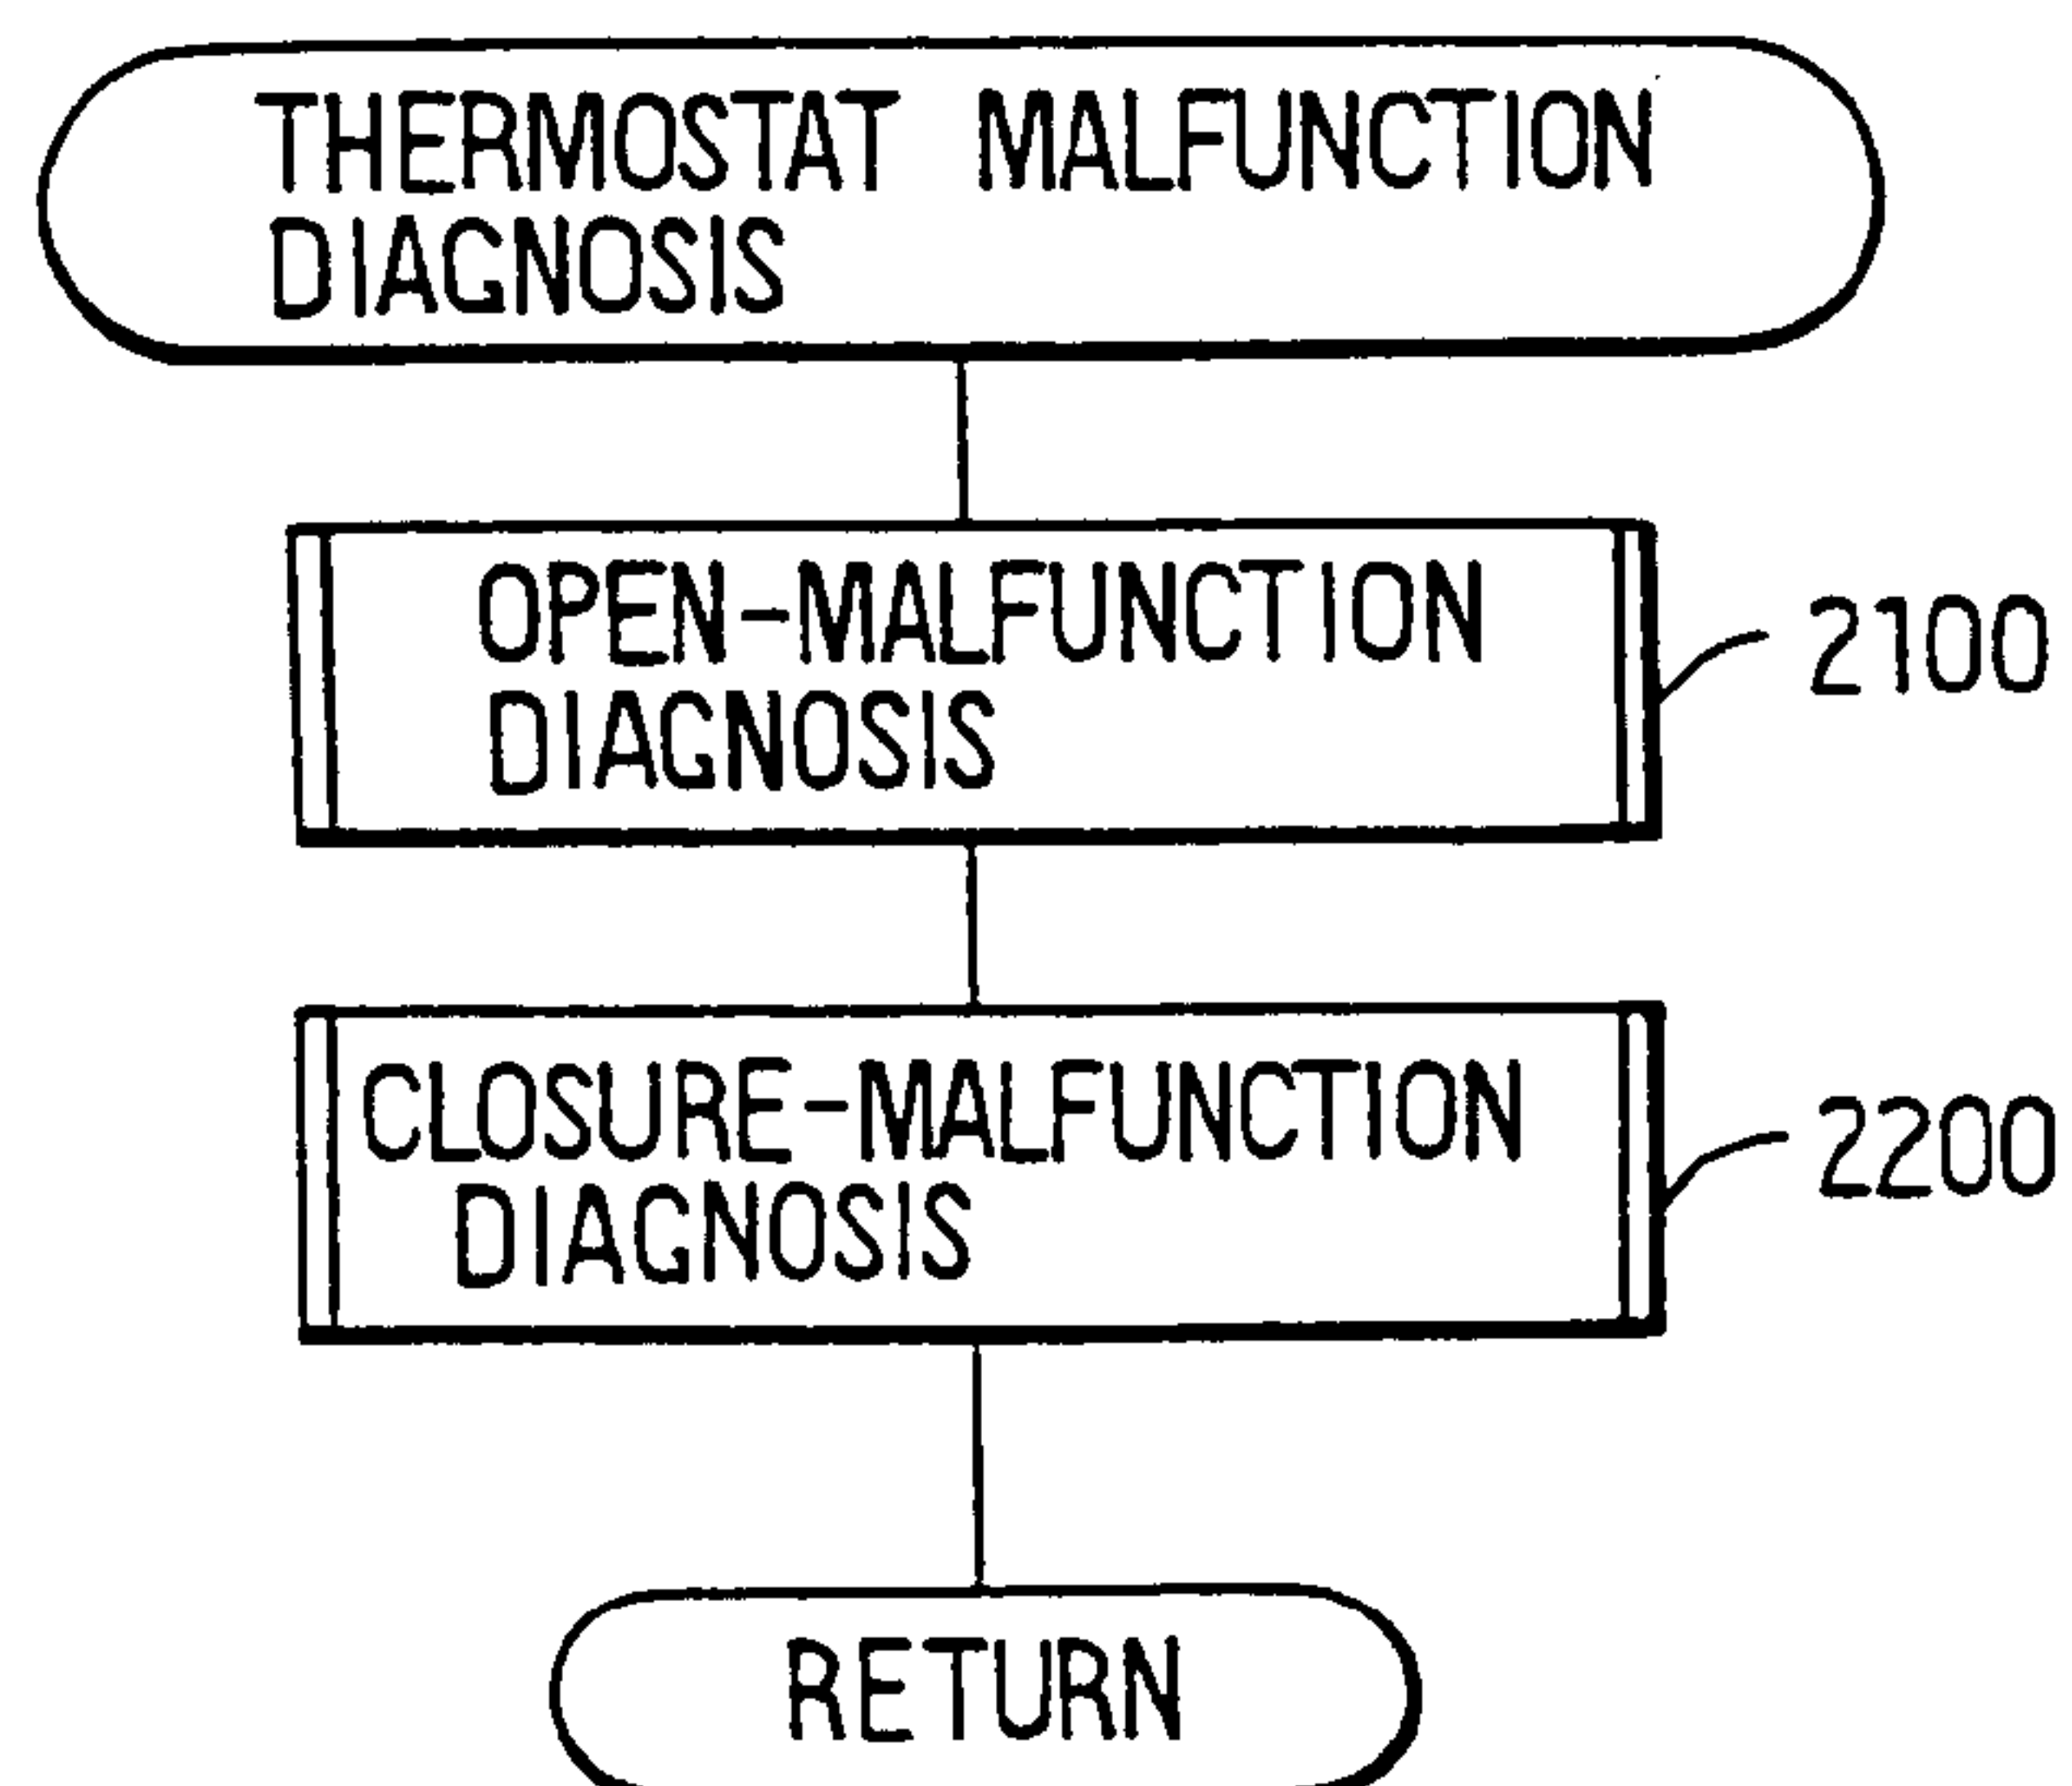 THERMOSTAT MALFUNCTION
DIAGNOSIS
OPEN-MALFUNCTION
DIAGNOSIS
2100
CLOSURE-MALFUNCTION
DIAGNOSIS
2200
RETURN